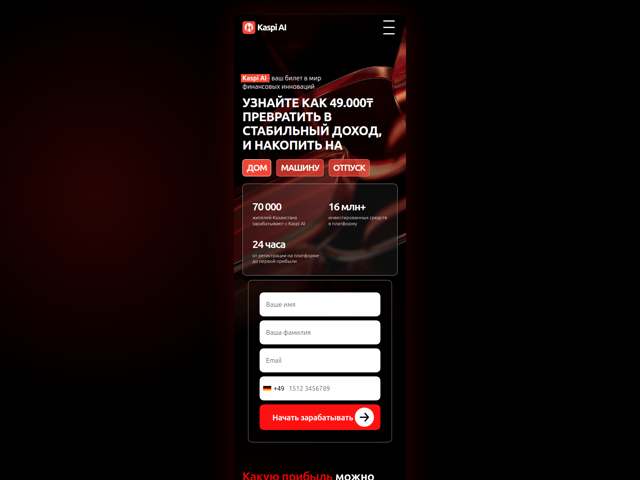 Kaspi AI
Kaspi AI - ваш билет в мир
финансовых инноваций
УЗНАЙТЕ КАК 49.000₸
ПРЕВРАТИТЬ В
СТАБИЛЬНЫЙ ДОХОД,
И НАКОПИТЬ НА
ДОМ МАШИНУ ОТПУСК
70 000 16 млн+
жителей Казахстана инвестированных средств
зарабатывают с Kaspi AI в платформу
24 часа
от регистрации на платформе
до первой прибыли
Ваше имя
Ваша фамилия
Email
+49 1512 3456789
Начать зарабатывать
Какую прибыль можно